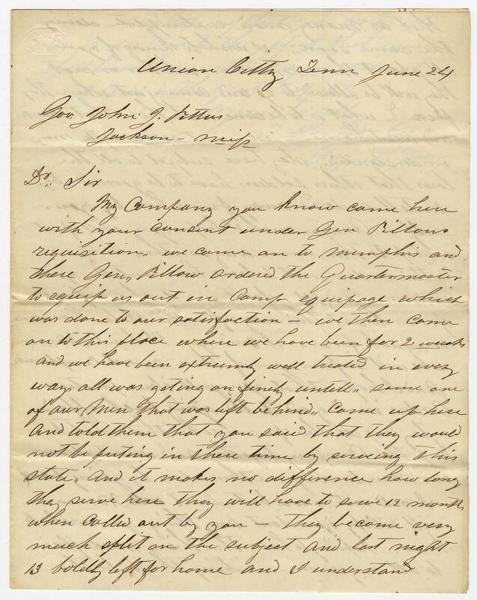 Union Citty Tenn June 24
Gov John J. Pettus
Jackson - Miss
Dr. Sir
My Company you know came here
with your consent under Gen Pillows
requisition. we came on to Memphis and
there Gen. Pillow ordered the Quartermaster
to equip us out in Camp equipage which
was done to our satisfaction - we then came
on to this place where we have been for 2 weeks
and we have been extremly well treated in every
way, all was geting on finely untill some one
of our men that was left behind, came up here
and told them that you said that they would
not be puting in there time by serveing this
state, and it makes no difference how long
they serve here they will have to serve 12 months
when called out by you - they became very
much split on the subject and last night
13 boldly left for home and I understand